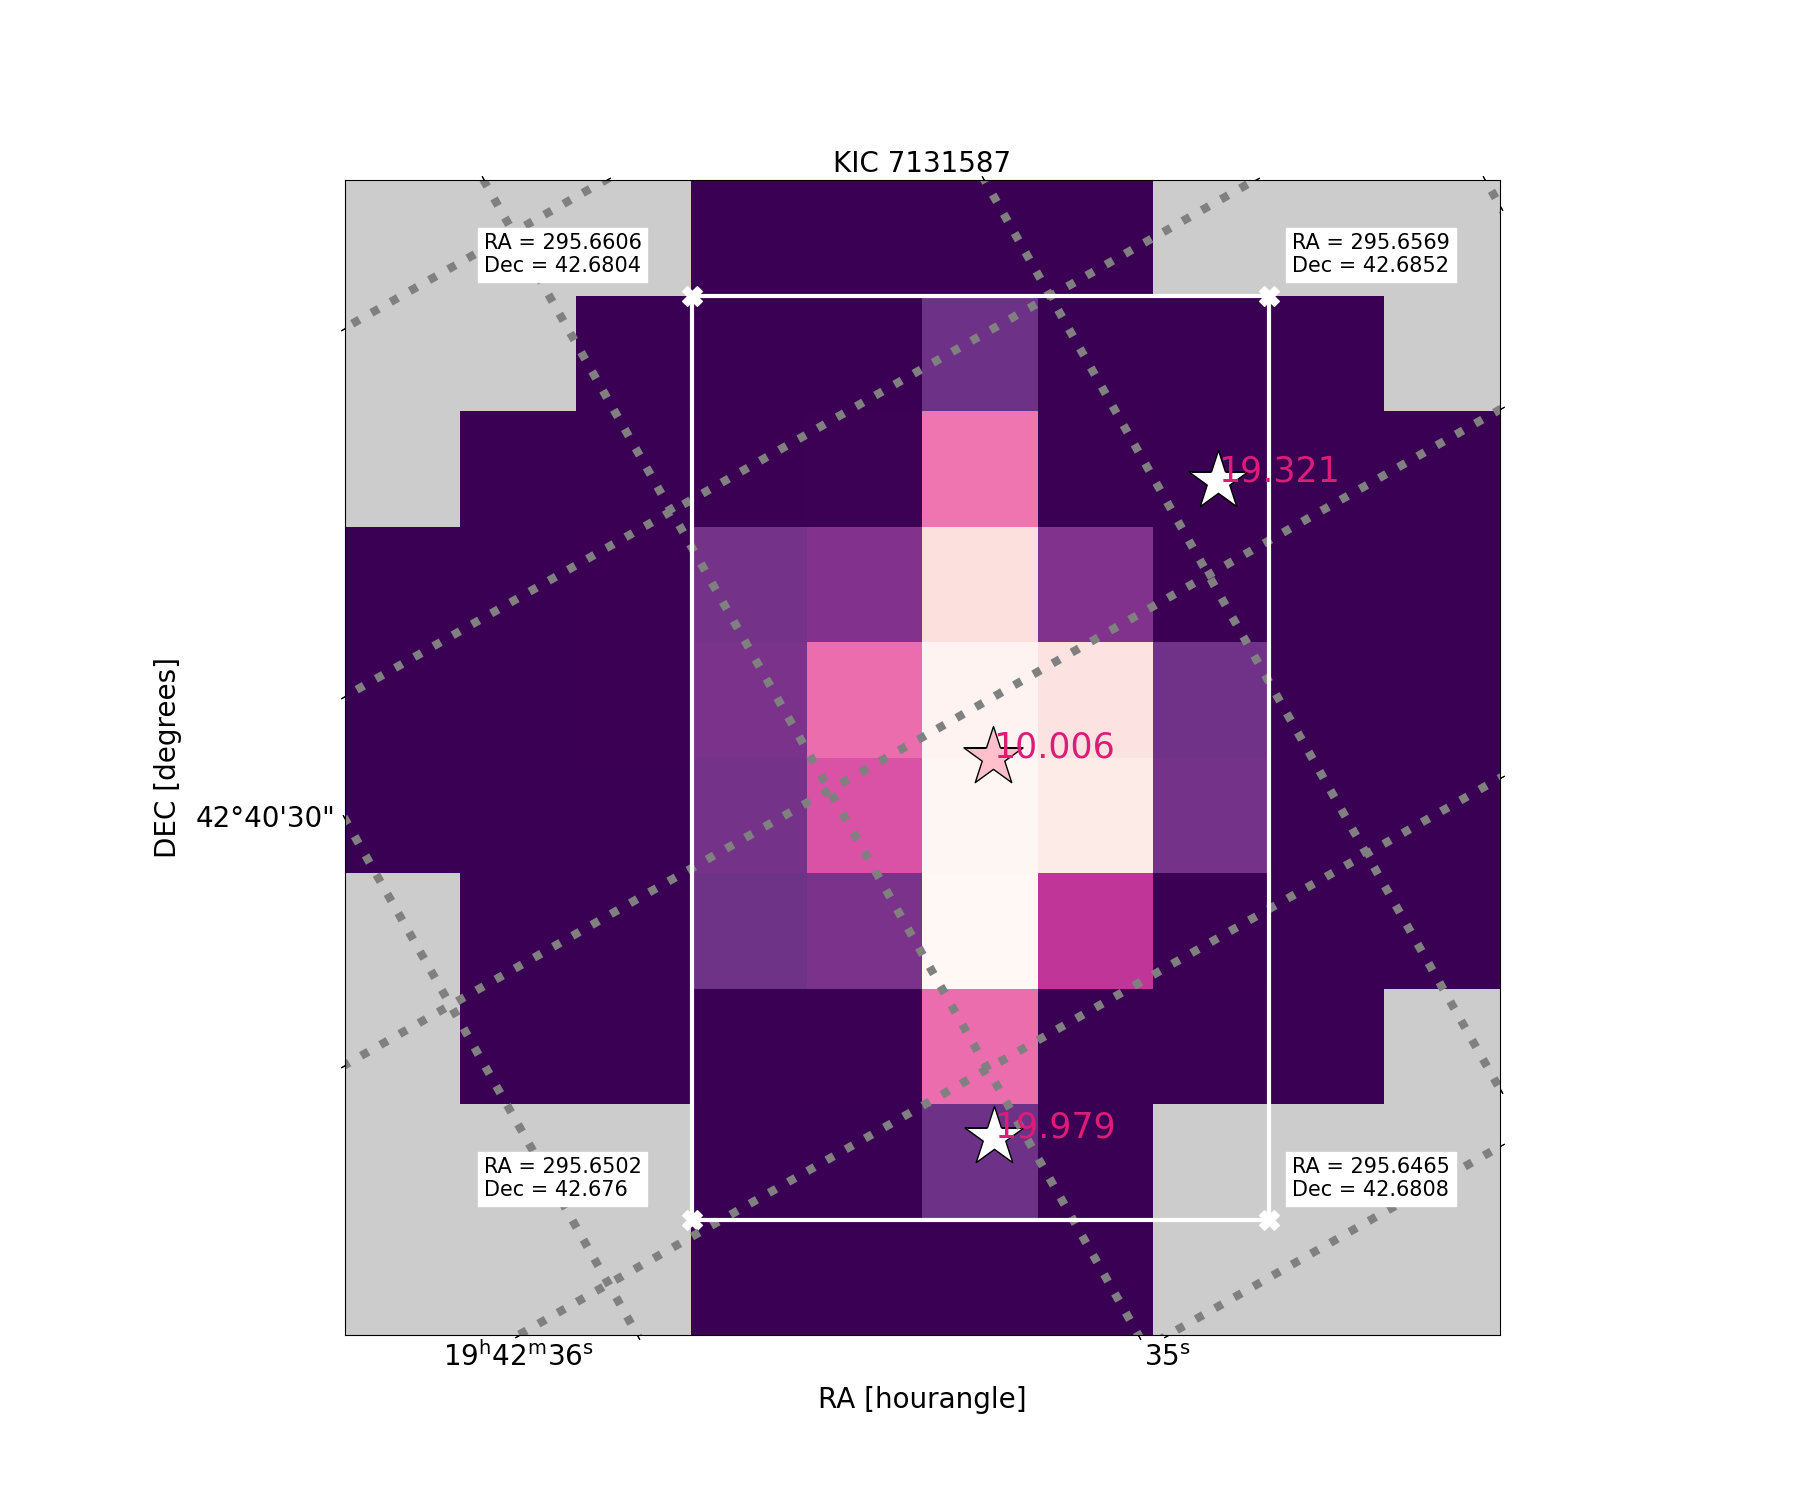 KIC 7131587
RA = 295.6606
Dec = 42.6804
RA = 295.6569
Dec = 42.6852
19.321
10.006
DEC [degrees]
42°40'30"
19.979
RA = 295.6502
Dec = 42.676
RA = 295.6465
Dec = 42.6808
19ʰ42ᵐ36ˢ
35ˢ
RA [hourangle]